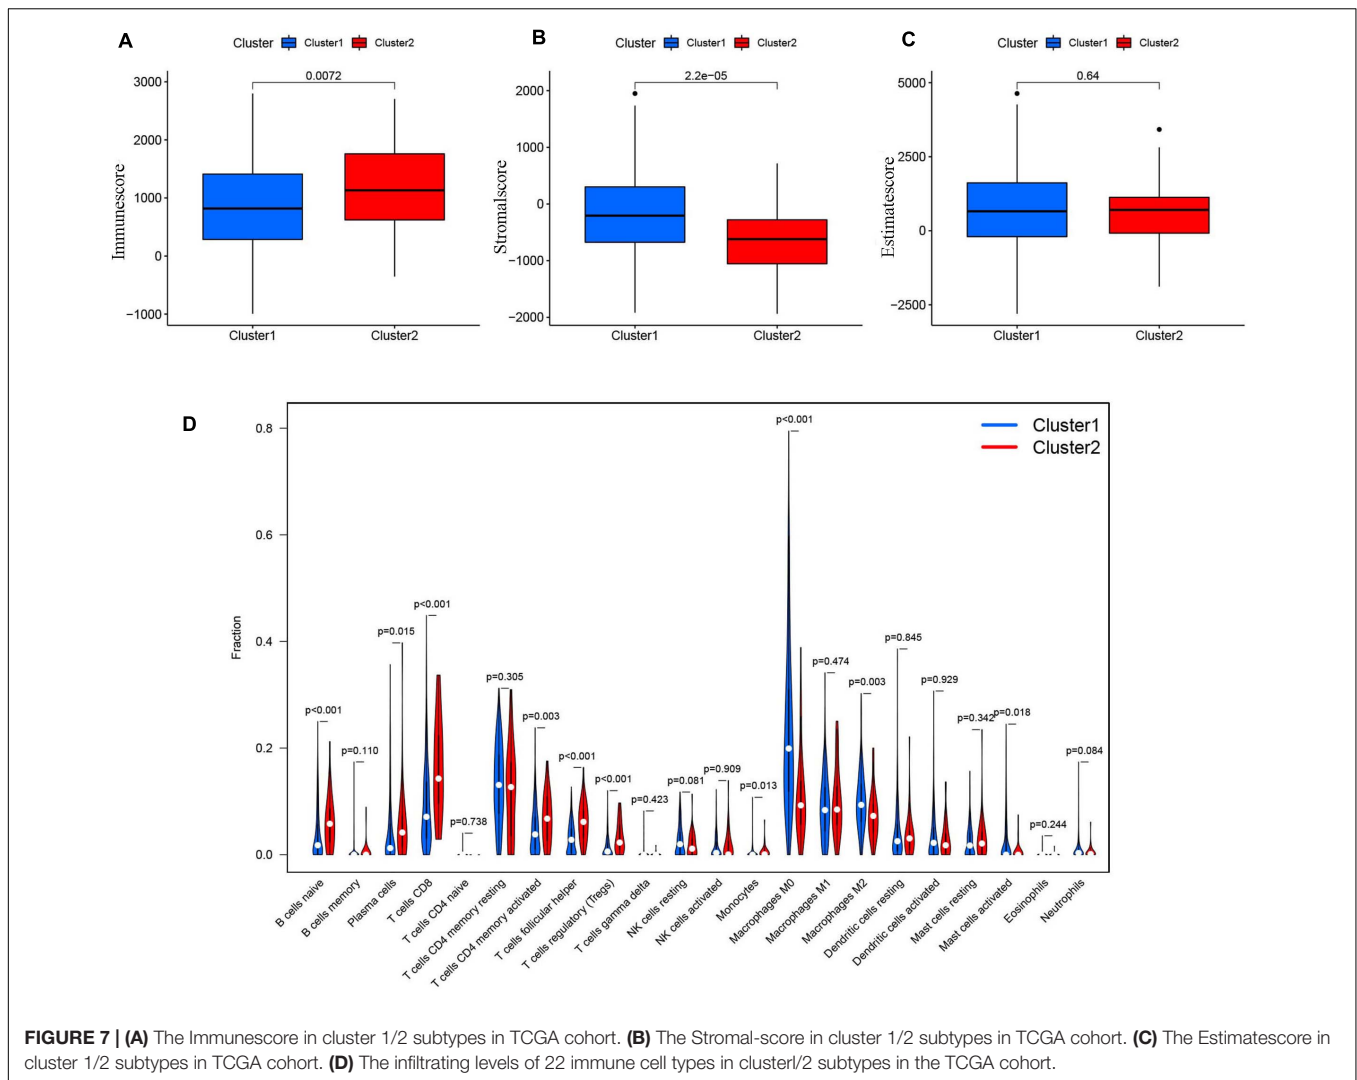 A
Cluster Cluster1 Cluster2
0.0072
Immunescore
3000
2000
1000
0
−1000
Cluster1 Cluster2
B
Cluster Cluster1 Cluster2
2.2e−05
Stromalscore
2000
1000
0
−1000
−2000
Cluster1 Cluster2
C
Cluster Cluster1 Cluster2
0.64
Estimatescore
5000
2500
0
−2500
Cluster1 Cluster2
D
Cluster1
Cluster2
Fraction
0.8
0.6
0.4
0.2
0.0
p<0.001
p=0.110
p=0.015
p<0.001
p=0.738
p=0.305
p=0.003
p<0.001
p<0.001
p=0.423
p=0.081
p=0.909
p=0.013
p<0.001
p=0.474
p=0.003
p=0.845
p=0.929
p=0.342
p=0.018
p=0.244
p=0.084
B cells naive
B cells memory
Plasma cells
T cells CD8
T cells CD4 naive
T cells CD4 memory resting
T cells CD4 memory activated
T cells follicular helper
T cells regulatory (Tregs)
T cells gamma delta
NK cells resting
NK cells activated
Monocytes
Macrophages M0
Macrophages M1
Macrophages M2
Dendritic cells resting
Dendritic cells activated
Mast cells resting
Mast cells activated
Eosinophils
Neutrophils
FIGURE 7 | (A) The Immunescore in cluster 1/2 subtypes in TCGA cohort. (B) The Stromal-score in cluster 1/2 subtypes in TCGA cohort. (C) The Estimatescore in
cluster 1/2 subtypes in TCGA cohort. (D) The infiltrating levels of 22 immune cell types in clusterI/2 subtypes in the TCGA cohort.